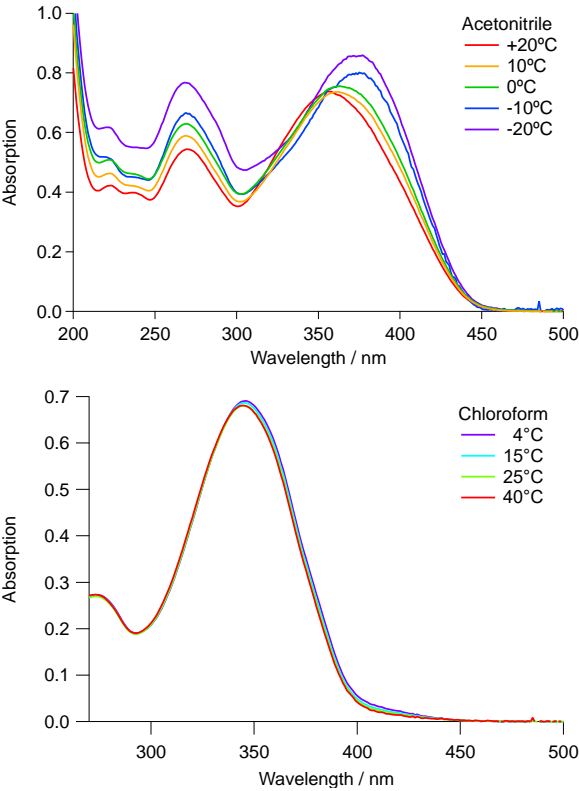 1.0
0.8
0.6
0.4
0.2
0.0
Absorption
200
250
300
350
400
450
500
Wavelength / nm
Acetonitrile
+20ºC
10ºC
0ºC
-10ºC
-20ºC
0.7
0.6
0.5
0.4
0.3
0.2
0.1
0.0
Absorption
300
350
400
450
500
Wavelength / nm
Chloroform
4°C
15°C
25°C
40°C